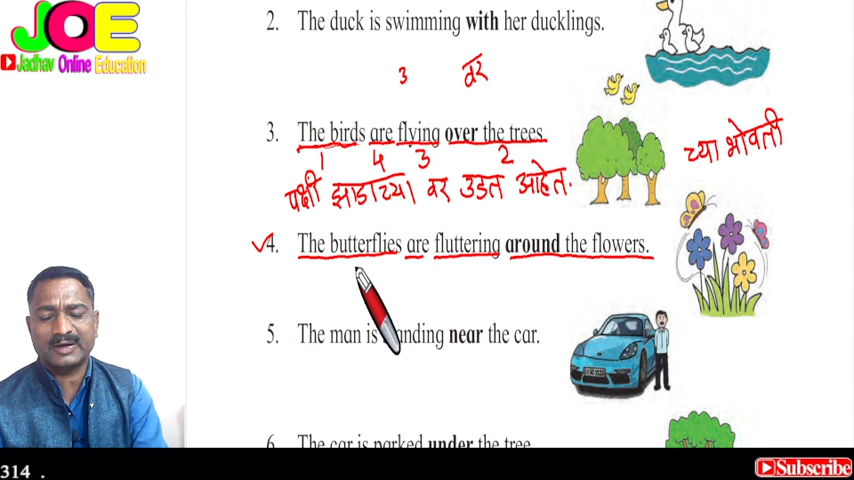 JOE
Jadhav Online Education
2. The duck is swimming with her ducklings.
3 वर
3. The birds are flying over the trees
1 4 3 2
च्या भोवती
पक्षी झाडाच्या वर उडत आहेत.
4. The butterflies are fluttering around the flowers.
5. The man is anding near the car.
6. The car is parked under the tree
314 .
Subscribe